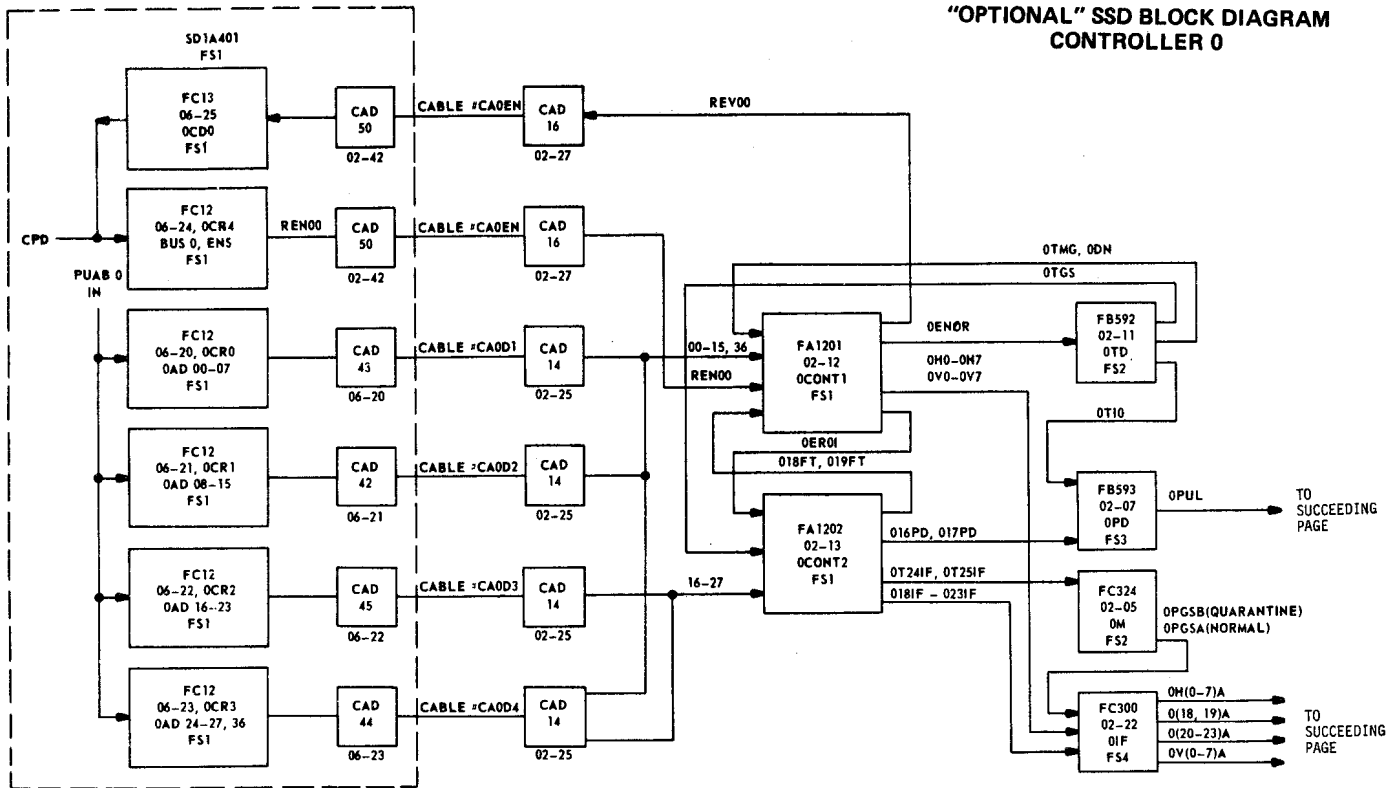 "OPTIONAL" SSD BLOCK DIAGRAM
CONTROLLER 0
SD1A401
FS1
FC13
06-25
0CD0
FS1
CAD
50
02-42
CABLE #CA0EN
CAD
16
02-27
REV00
CPD
FC12
06-24, 0CR4
BUS 0, ENS
FS1
REN00
CAD
50
02-42
CABLE #CA0EN
CAD
16
02-27
PUAB 0
IN
FC12
06-20, 0CR0
0AD 00-07
FS1
CAD
43
06-20
CABLE #CA0D1
CAD
14
02-25
00-15, 36
REN00
FC12
06-21, 0CR1
0AD 08-15
FS1
CAD
42
06-21
CABLE #CA0D2
CAD
14
02-25
FC12
06-22, 0CR2
0AD 16-23
FS1
CAD
45
06-22
CABLE #CA0D3
CAD
14
02-25
16-27
FC12
06-23, 0CR3
0AD 24-27, 36
FS1
CAD
44
06-23
CABLE #CA0D4
CAD
14
02-25
0TMG, 0DN
0TGS
FA1201
02-12
0CONT1
FS1
0EN0R
0H0-0H7
0V0-0V7
FB592
02-11
0TD
FS2
0TI0
0ER0I
018FT, 019FT
FA1202
02-13
0CONT2
FS1
016PD, 017PD
0T24IF, 0T25IF
018IF - 023IF
FB593
02-07
0PD
FS3
0PUL
TO
SUCCEEDING
PAGE
FC324
02-05
0M
FS2
0PGSB(QUARANTINE)
0PGSA(NORMAL)
FC300
02-22
0IF
FS4
0H(0-7)A
0(18, 19)A
0(20-23)A
0V(0-7)A
TO
SUCCEEDING
PAGE